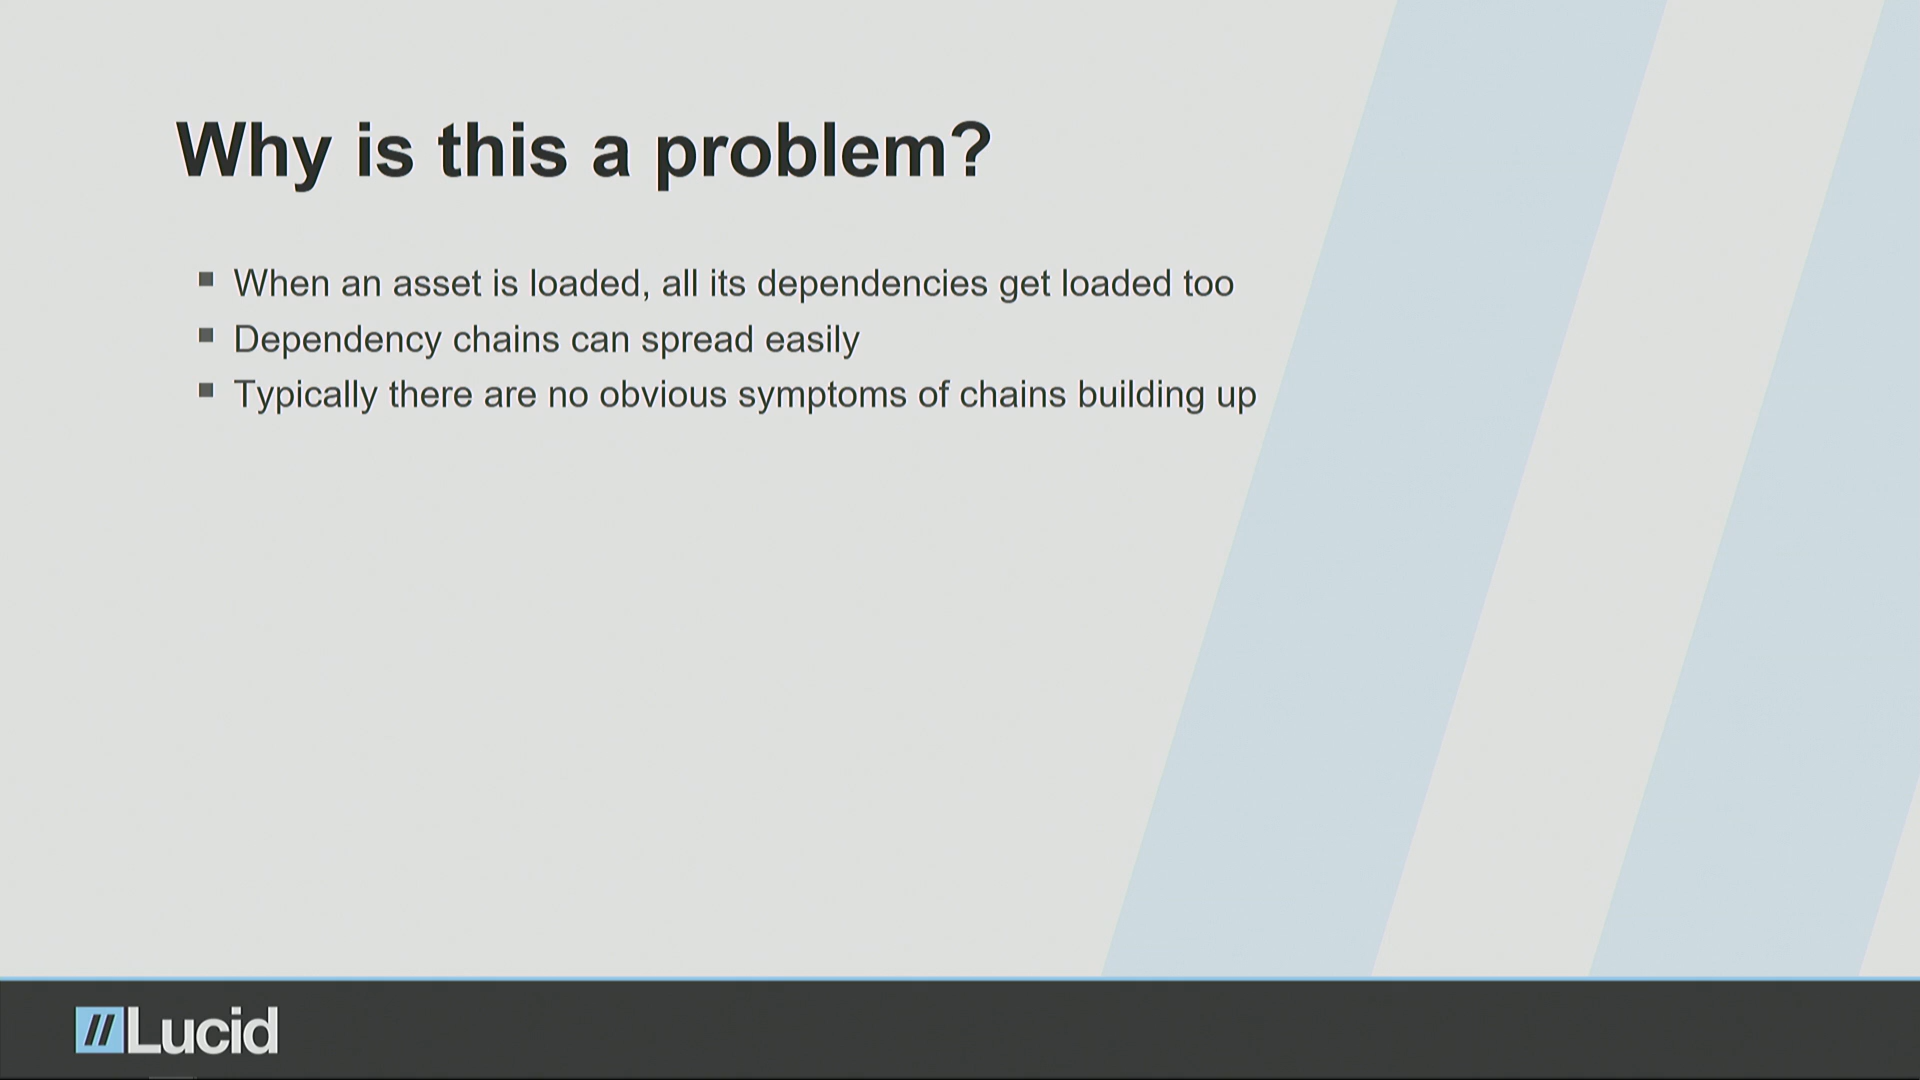 Why is this a problem?
When an asset is loaded, all its dependencies get loaded too
Dependency chains can spread easily
Typically there are no obvious symptoms of chains building up
//Lucid